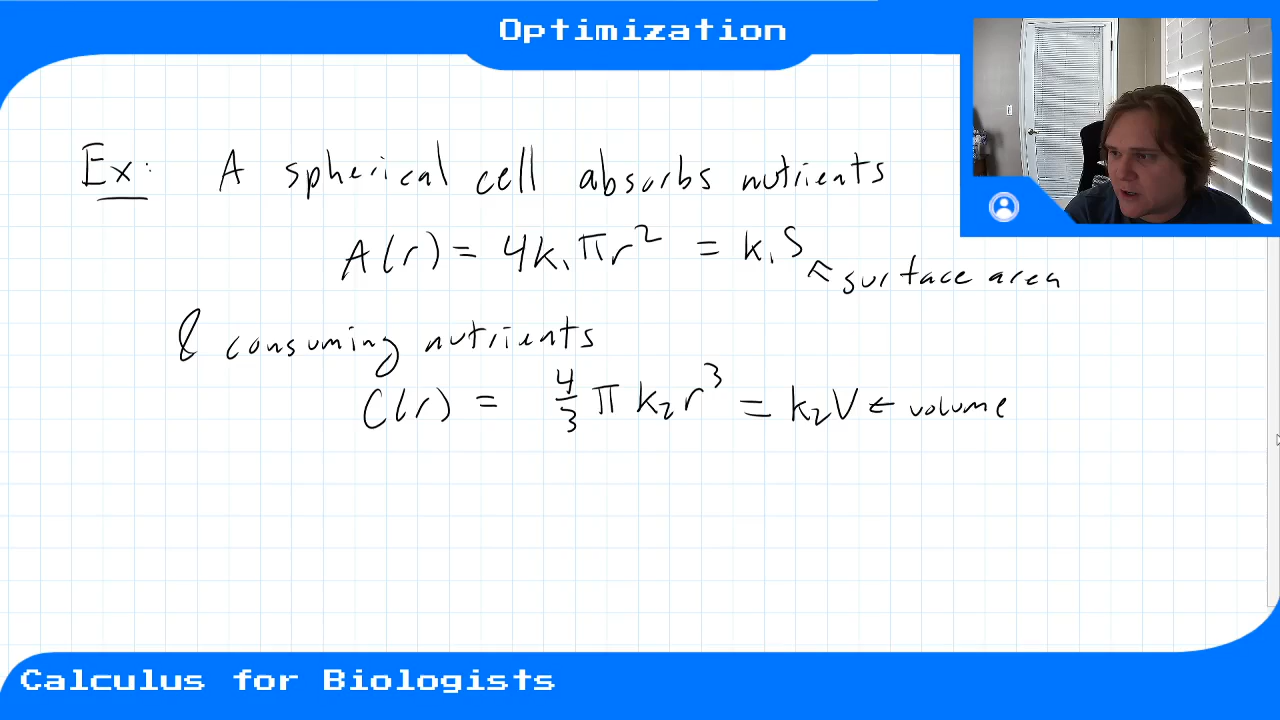 Optimization
Ex: A spherical cell absorbs nutrients
A(r) = 4k₁πr² = k₁S ↖ surface area
& consuming nutrients
C(r) = 4/3 π k₂r³ = k₂V ← volume
Calculus for Biologists